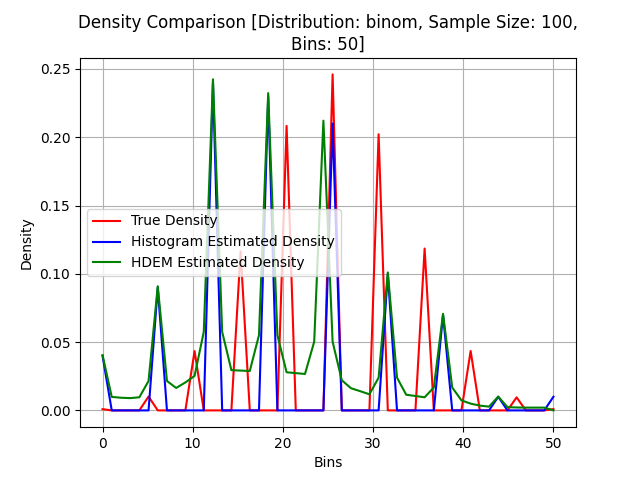 Density Comparison [Distribution: binom, Sample Size: 100,
Bins: 50]
0.25
0.20
0.15
0.10
0.05
0.00
Density
True Density
Histogram Estimated Density
HDEM Estimated Density
0 10 20 30 40 50
Bins